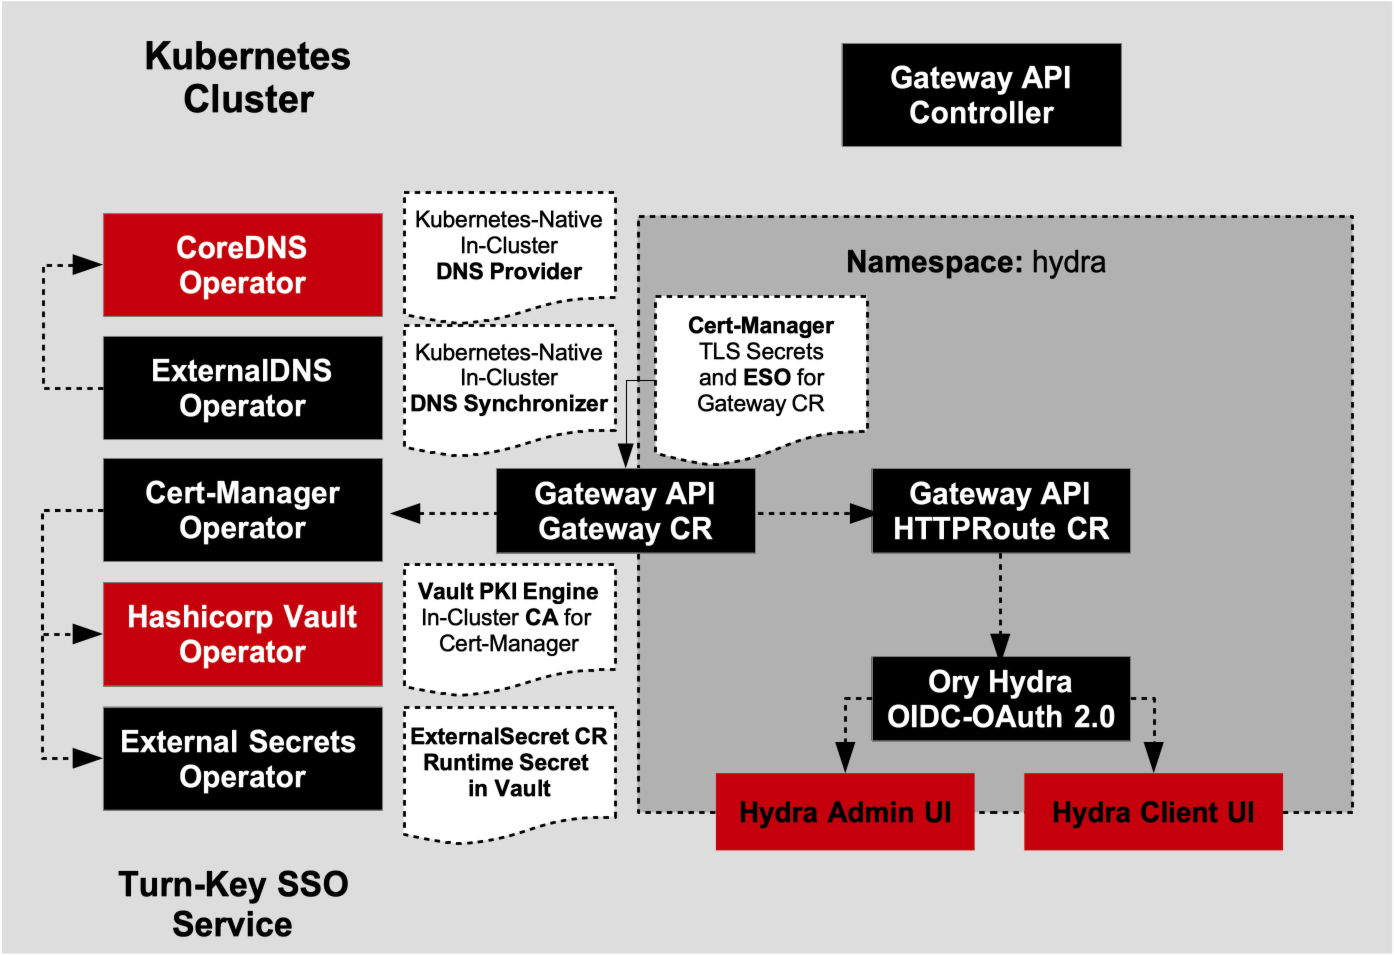 Kubernetes
Cluster
Gateway API
Controller
CoreDNS
Operator
Kubernetes-Native
In-Cluster
DNS Provider
Namespace: hydra
ExternalDNS
Operator
Kubernetes-Native
In-Cluster
DNS Synchronizer
Cert-Manager
TLS Secrets
and ESO for
Gateway CR
Cert-Manager
Operator
Gateway API
Gateway CR
Gateway API
HTTPRoute CR
Hashicorp Vault
Operator
Vault PKI Engine
In-Cluster CA for
Cert-Manager
Ory Hydra
OIDC-OAuth 2.0
External Secrets
Operator
ExternalSecret CR
Runtime Secret
in Vault
Hydra Admin UI
Hydra Client UI
Turn-Key SSO
Service